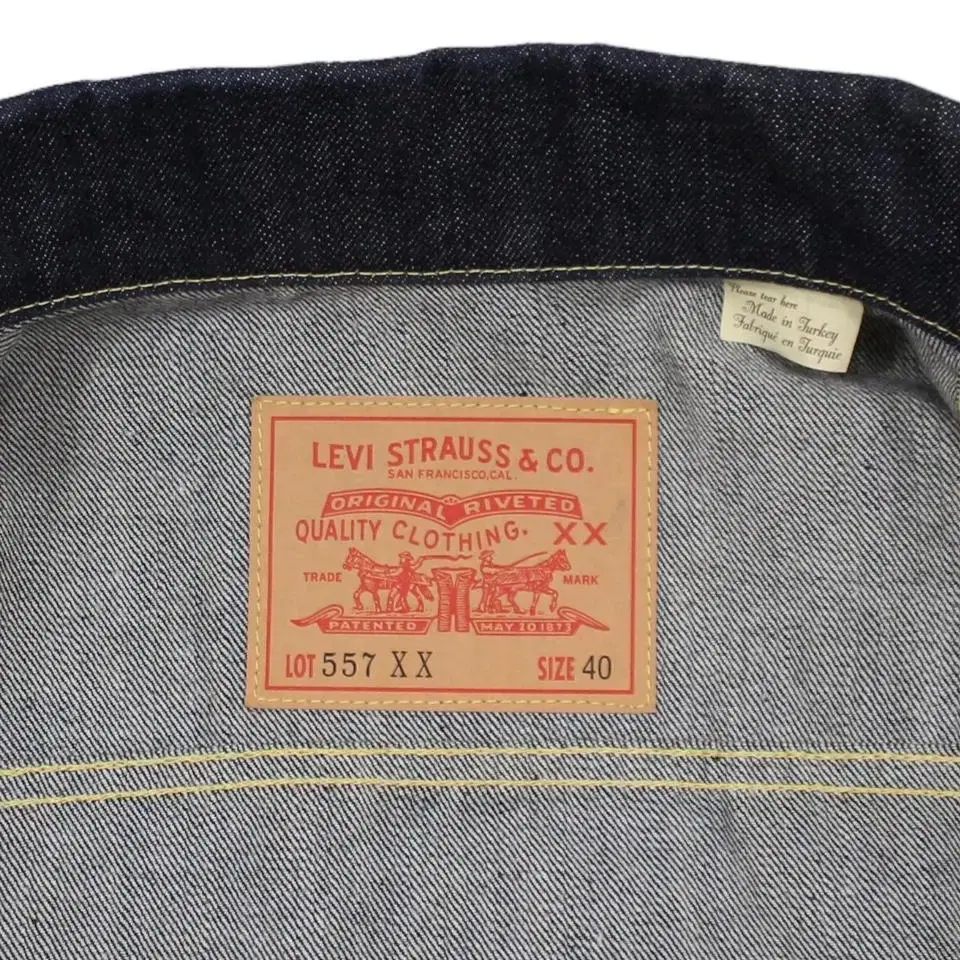 Please tear here
Made in Turkey
Fabriqué en Turquie
LEVI STRAUSS & CO.
SAN FRANCISCO, CAL.
ORIGINAL RIVETED
QUALITY CLOTHING. XX
TRADE MARK
PATENTED MAY 20 1873
LOT 557 XX SIZE 40